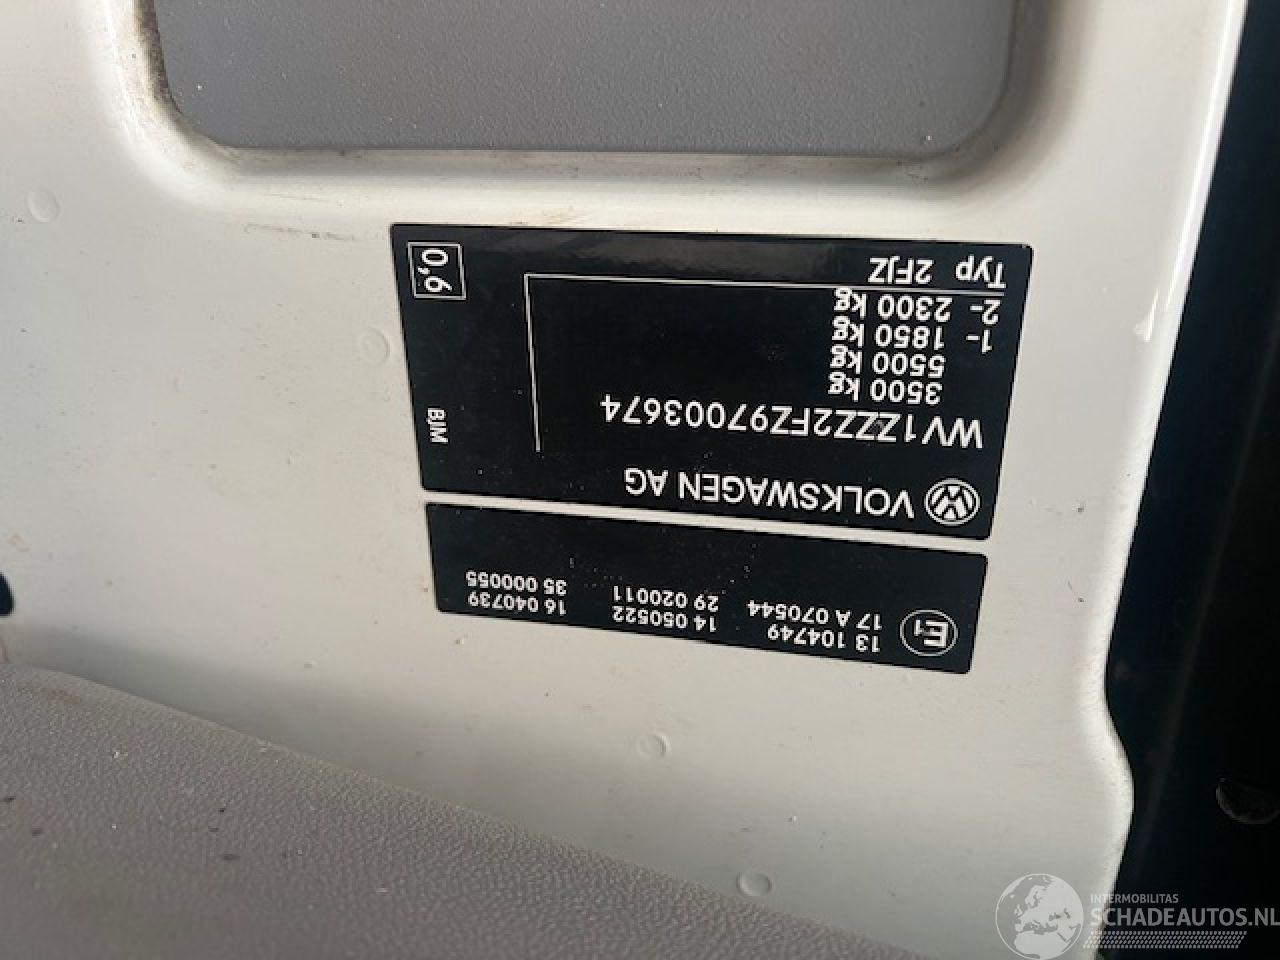 E1
13 104749
17 A 070544
14 050522
29 020011
16 040739
35 000055
VOLKSWAGEN AG
WV1ZZZ2FZ97003674
3500 kg
5500 kg
1- 1850 kg
2- 2300 kg
Typ 2FJZ
BJM
0,6
INTERMOBILITAS
SCHADEAUTOS.NL